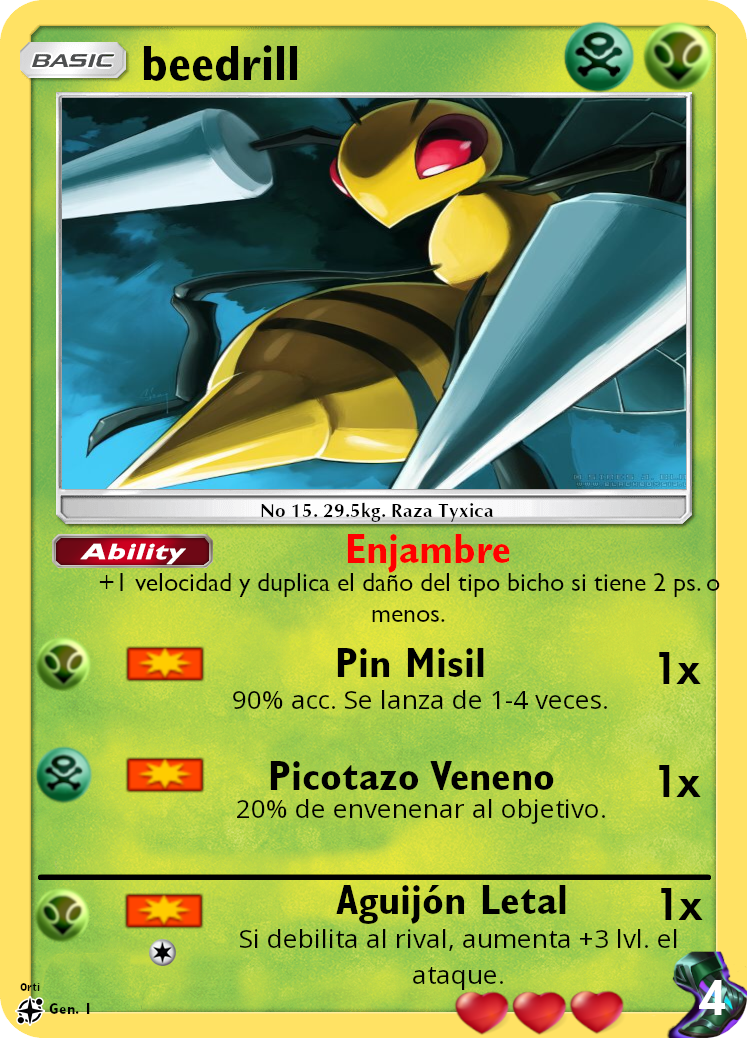 BASIC
beedrill
No 15. 29.5kg. Raza Tyxica
Ability
Enjambre
+1 velocidad y duplica el daño del tipo bicho si tiene 2 ps. o
menos.
Pin Misil
1x
90% acc. Se lanza de 1-4 veces.
Picotazo Veneno
1x
20% de envenenar al objetivo.
Aguijón Letal
1x
Si debilita al rival, aumenta +3 lvl. el
ataque.
4
Orti
Gen. 1